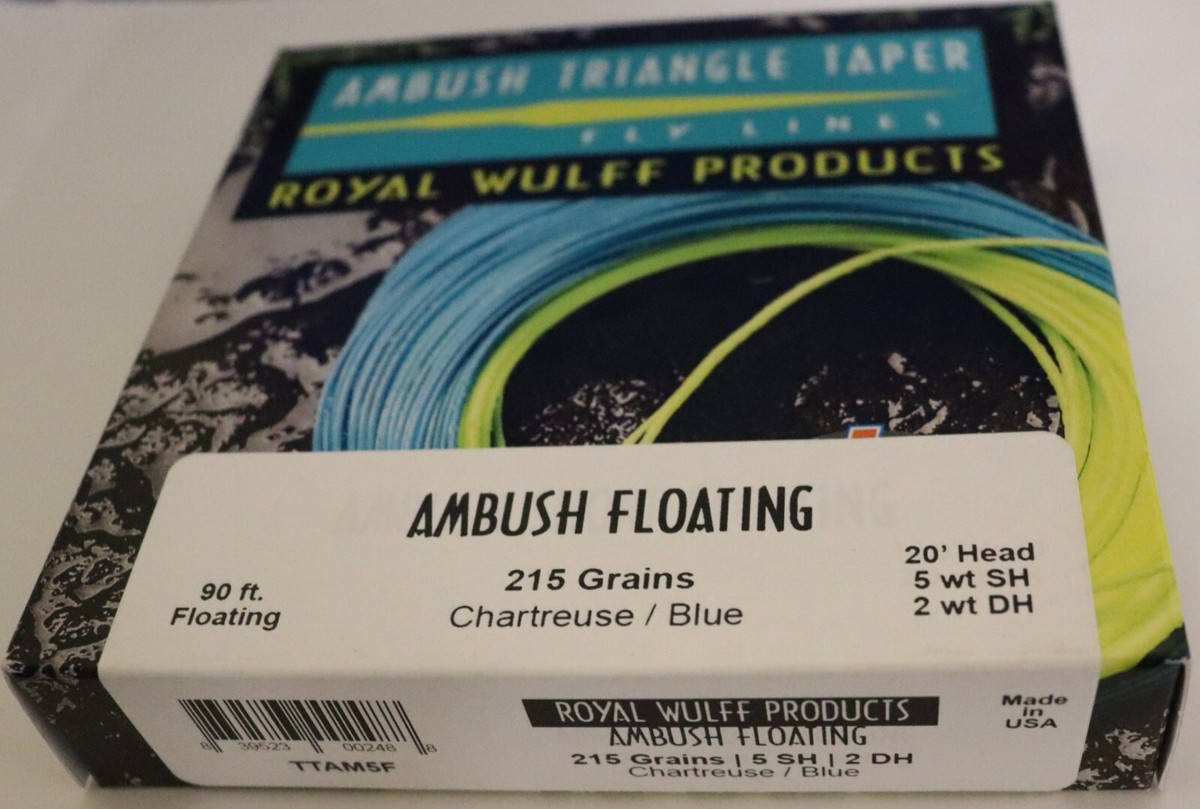 AMBUSH TRIANGLE TAPER
FLY LINES
ROYAL WULFF PRODUCTS
AMBUSH FLOATING
90 ft.
Floating
215 Grains
Chartreuse / Blue
20' Head
5 wt SH
2 wt DH
8 39523 00248 8
TTAM5F
ROYAL WULFF PRODUCTS
AMBUSH FLOATING
215 Grains | 5 SH | 2 DH
Chartreuse / Blue
Made
in
USA